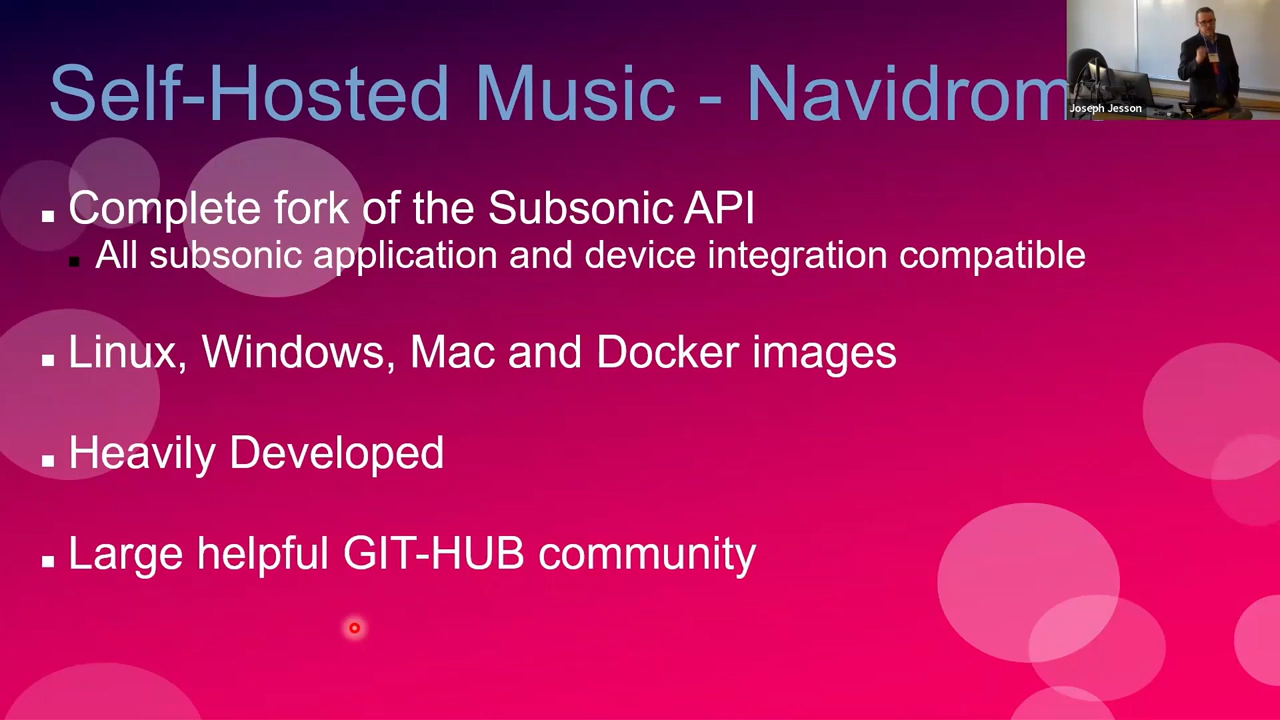 Self-Hosted Music - Navidrom
Joseph Jesson
Complete fork of the Subsonic API
All subsonic application and device integration compatible
Linux, Windows, Mac and Docker images
Heavily Developed
Large helpful GIT-HUB community